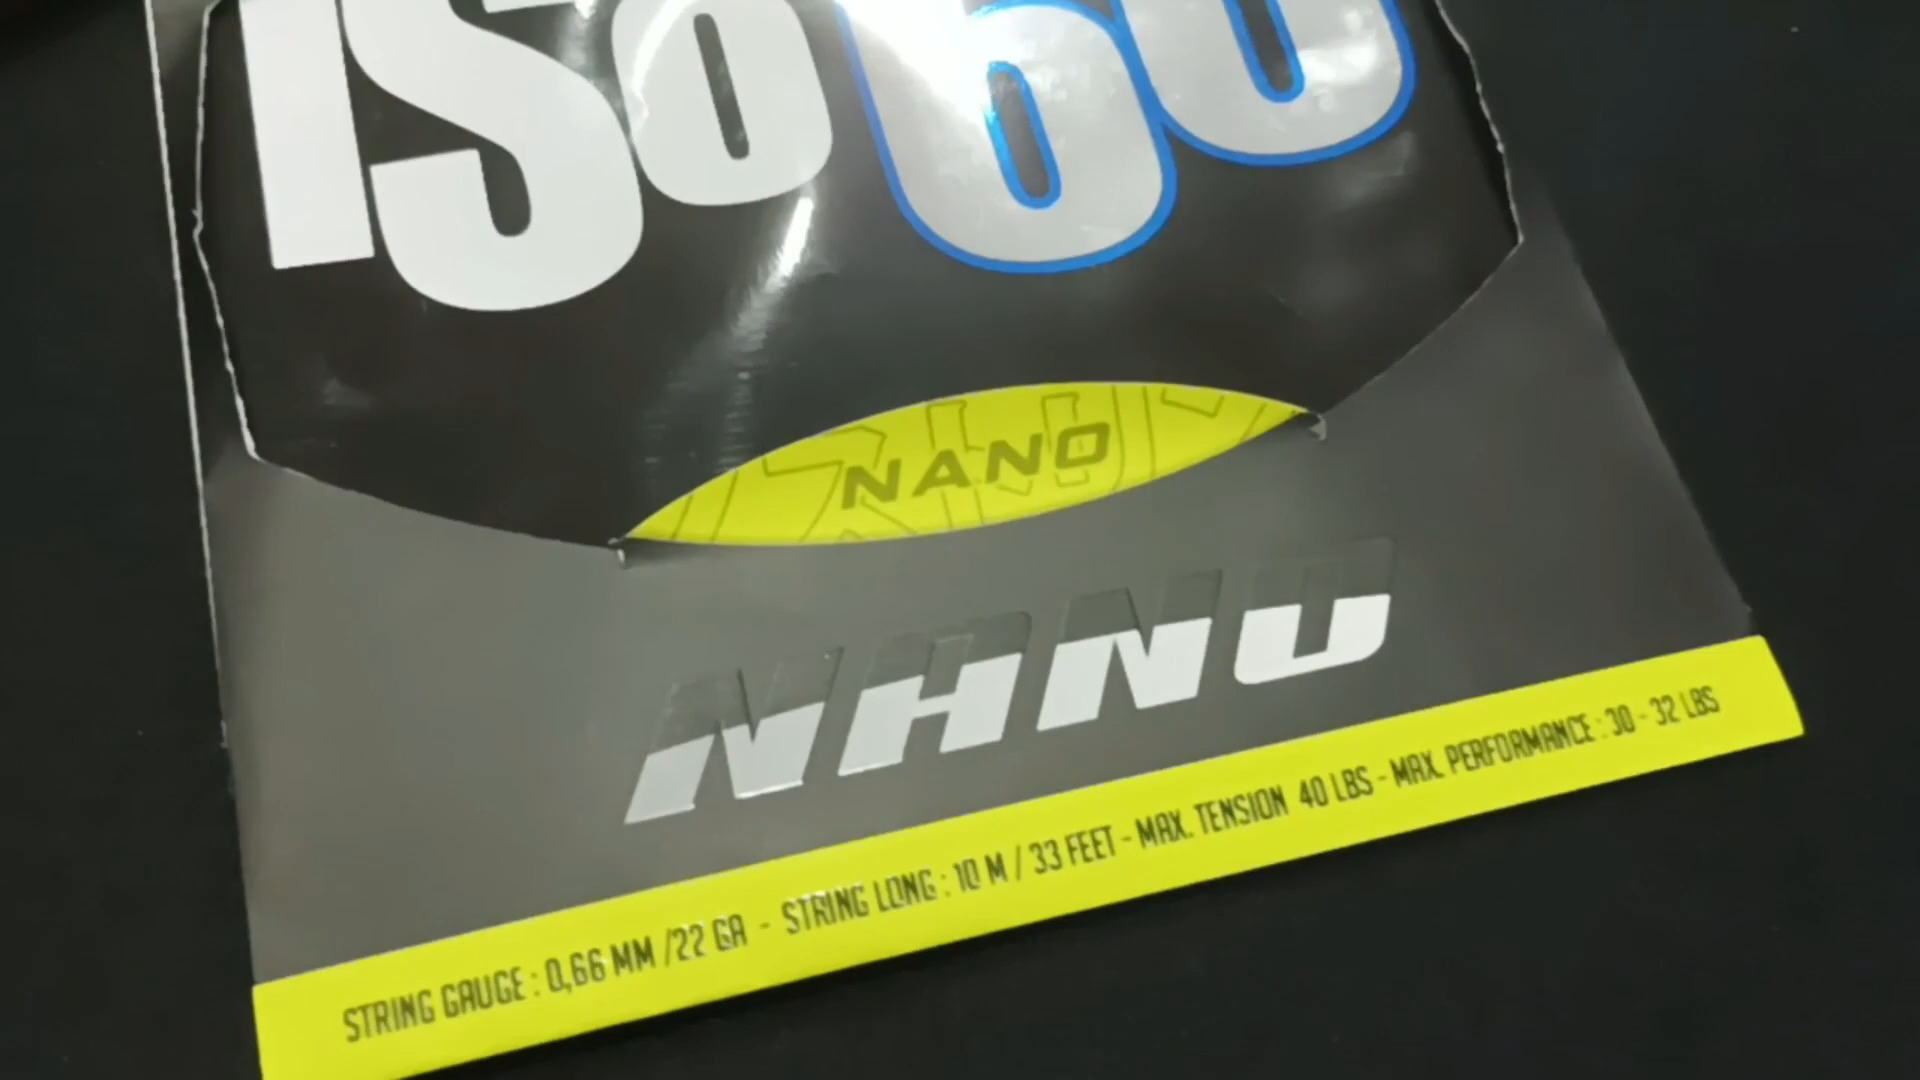 ISo 66
NANO
NANO
STRING GAUGE : 0,66 MM /22 GA - STRING LONG : 10 M / 33 FEET - MAX. TENSION 40 LBS - MAX. PERFORMANCE : 30 - 32 LBS